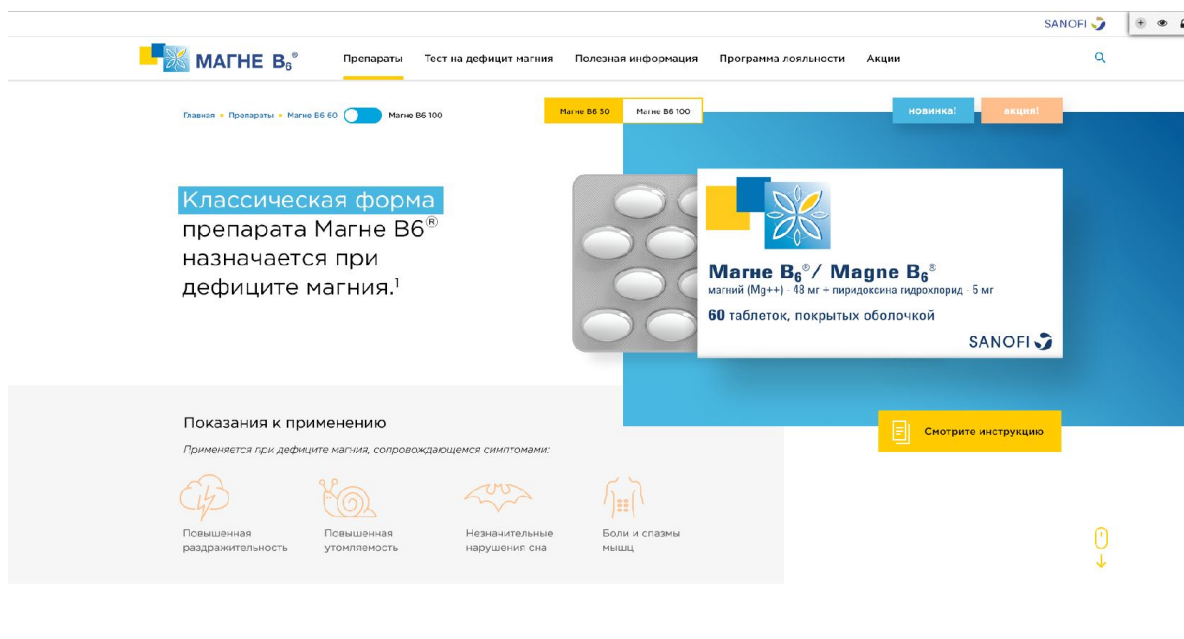 SANOFI
МАГНЕ B6®
Препараты Тест на дефицит магния Полезная информация Программа лояльности Акции
Главная Препараты Магне B6 60 Магне B6 100
Магне B6 50 Магне B6 100
новинка! акция!
Классическая форма
препарата Магне B6®
назначается при
дефиците магния.¹
Магне B6®/ Magne B6®
магний (Mg++) - 48 мг + пиридоксина гидрохлорид - 5 мг
60 таблеток, покрытых оболочкой
SANOFI
Смотрите инструкцию
Показания к применению
Применяется при дефиците магния, сопровождающемся симптомами:
Повышенная
раздражительность
Повышенная
утомляемость
Незначительные
нарушения сна
Боли и спазмы
мышц